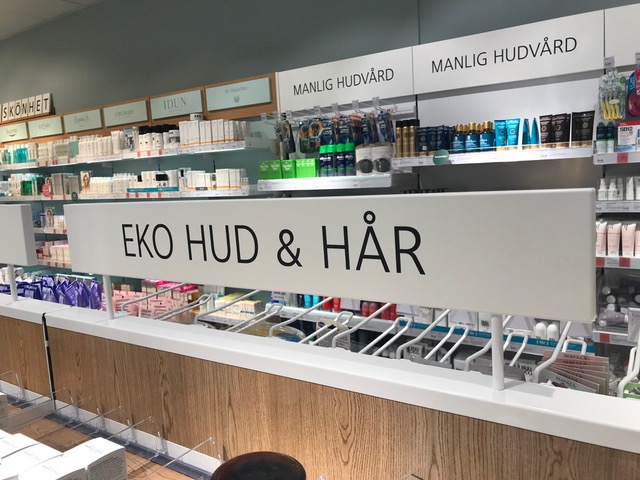 MANLIG HUDVÅRD
MANLIG HUDVÅRD
SKÖNHET
IDUN
EKO HUD & HÅR